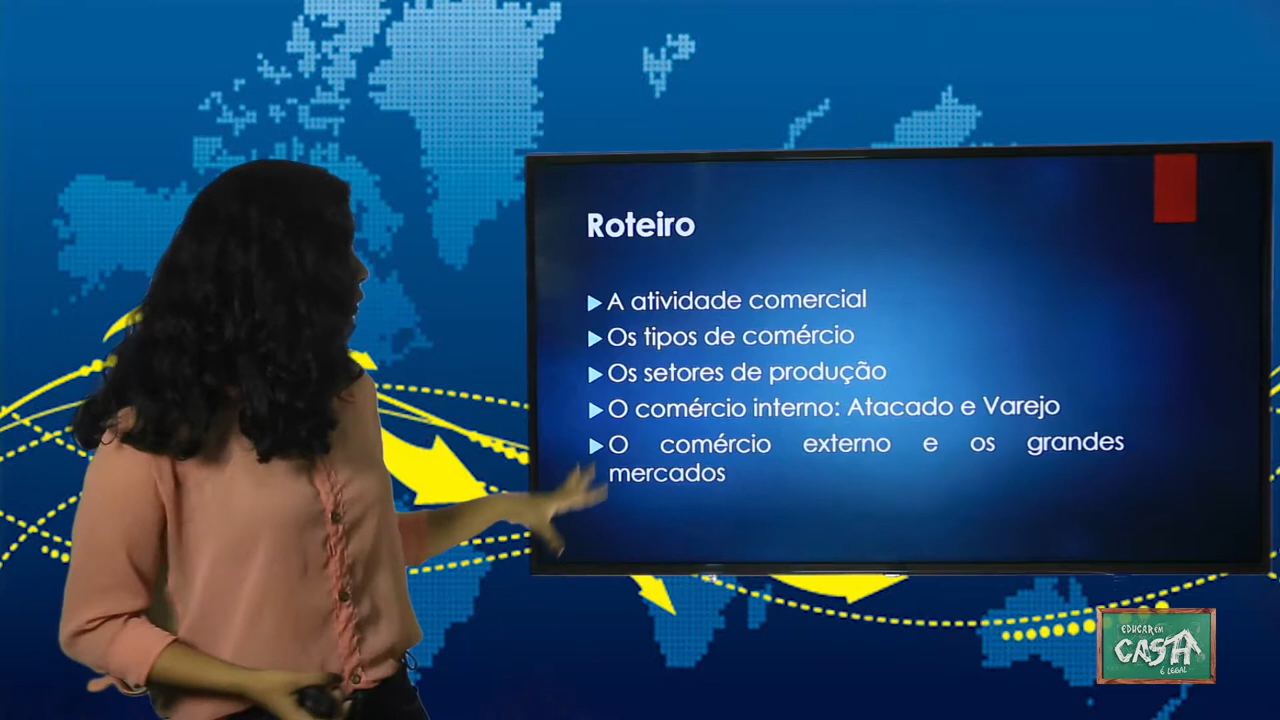 Roteiro
A atividade comercial
Os tipos de comércio
Os setores de produção
O comércio interno: Atacado e Varejo
O comércio externo e os grandes
mercados
EDUCAR EM
CASA
É LEGAL